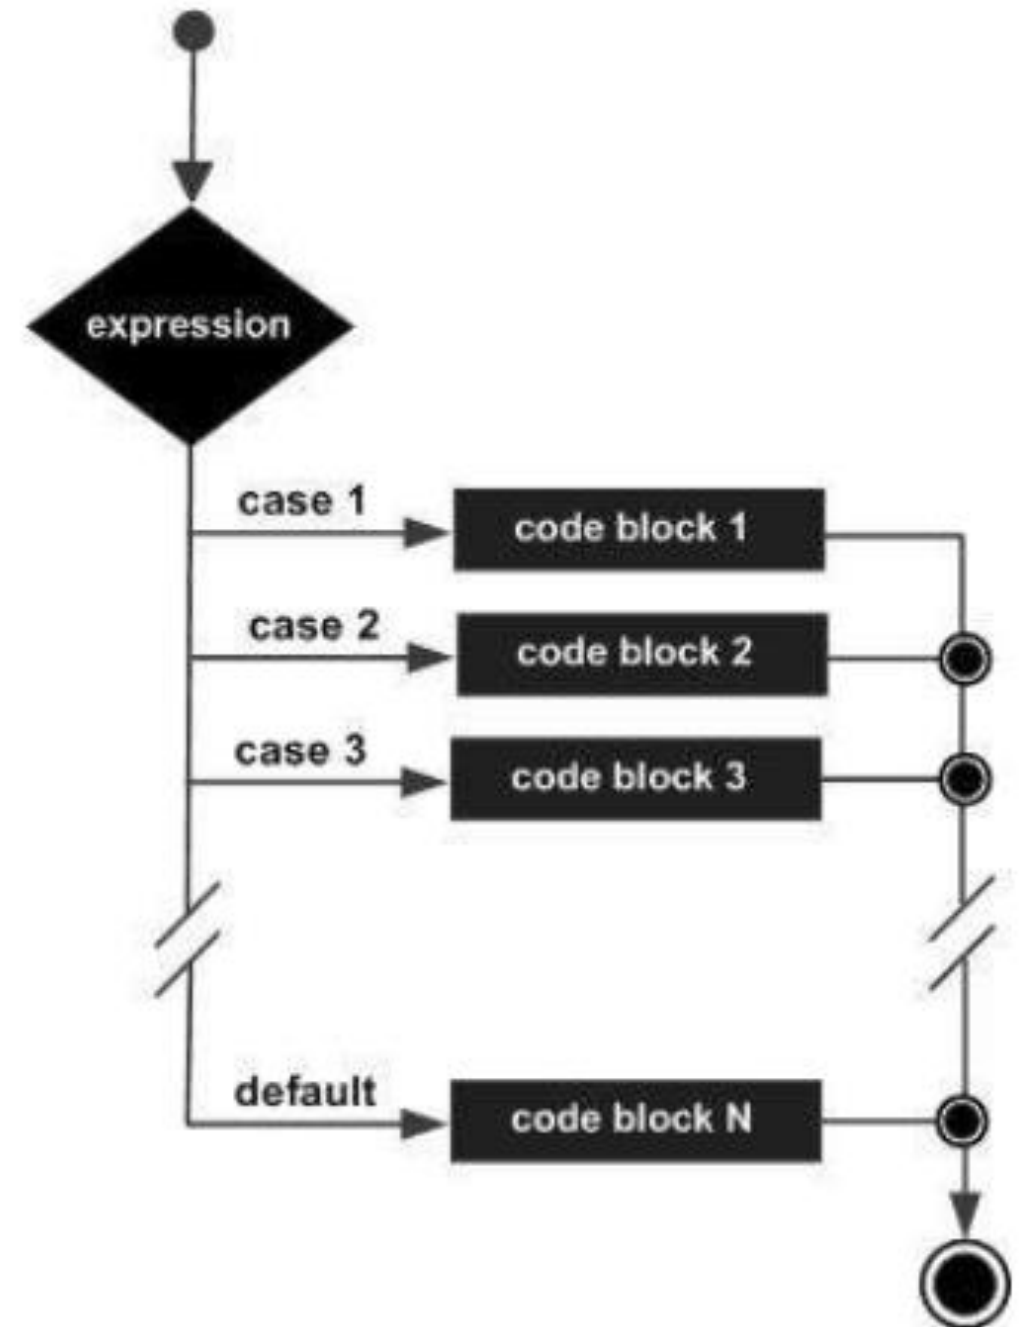 expression
case 1
code block 1
case 2
code block 2
case 3
code block 3
default
code block N